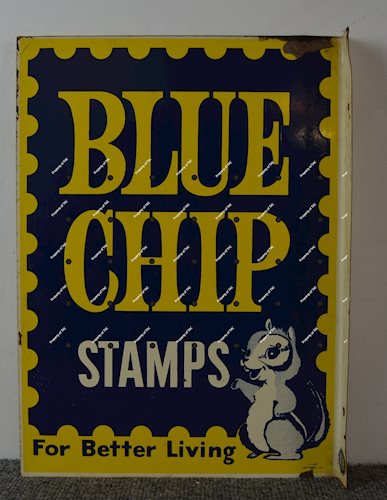 BLUE
CHIP
STAMPS
For Better Living